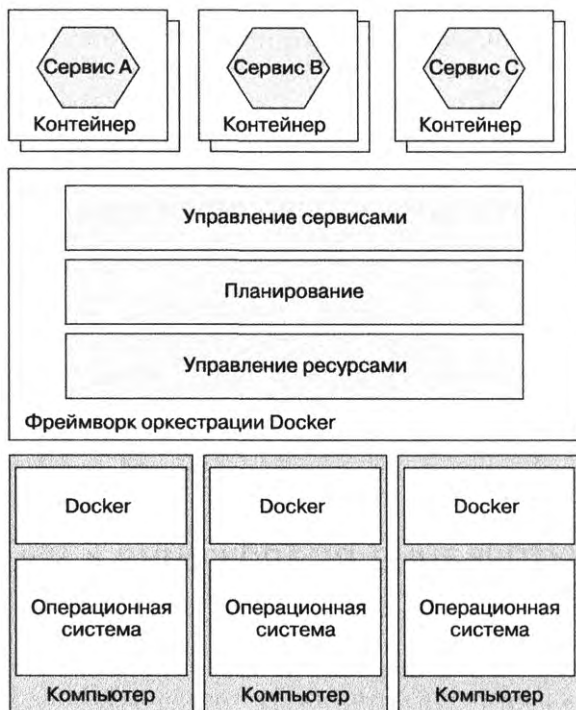 Сервис A
Сервис B
Сервис C
Контейнер
Контейнер
Контейнер
Управление сервисами
Планирование
Управление ресурсами
Фреймворк оркестрации Docker
Docker
Docker
Docker
Операционная
система
Операционная
система
Операционная
система
Компьютер
Компьютер
Компьютер